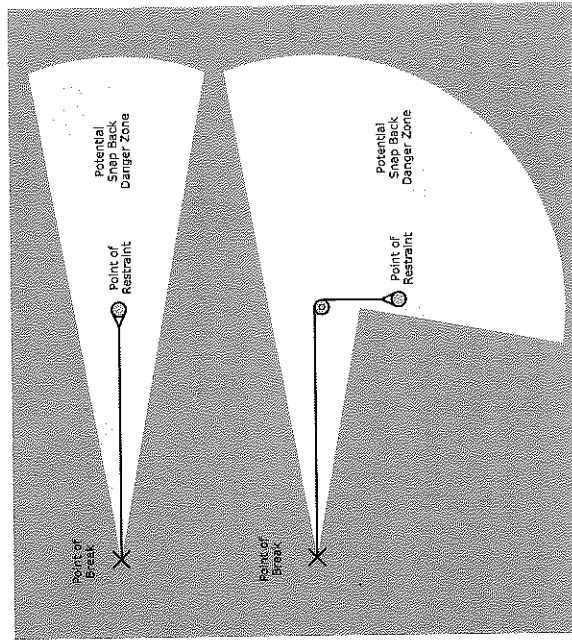 Point of
Break
Point of
Restraint
Potential
Snap Back
Danger Zone
Point of
Break
Point of
Restraint
Potential
Snap Back
Danger Zone